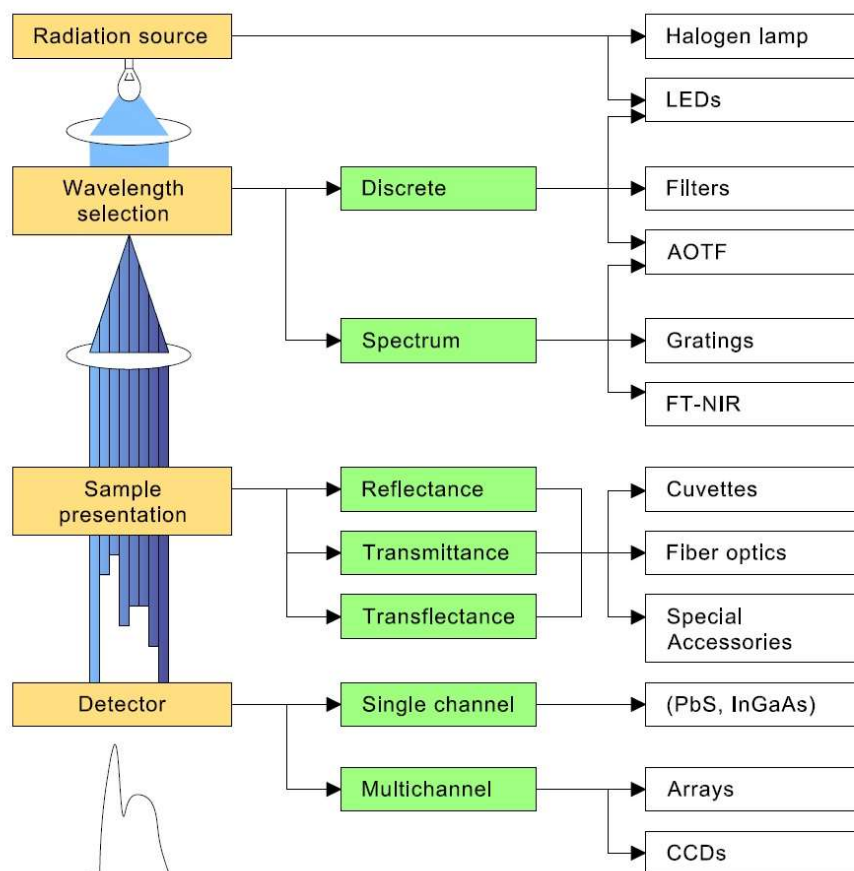 Radiation source
Halogen lamp
LEDs
Wavelength
selection
Discrete
Filters
AOTF
Spectrum
Gratings
FT-NIR
Sample
presentation
Reflectance
Cuvettes
Transmittance
Fiber optics
Transflectance
Special
Accessories
Detector
Single channel
(PbS, InGaAs)
Multichannel
Arrays
CCDs